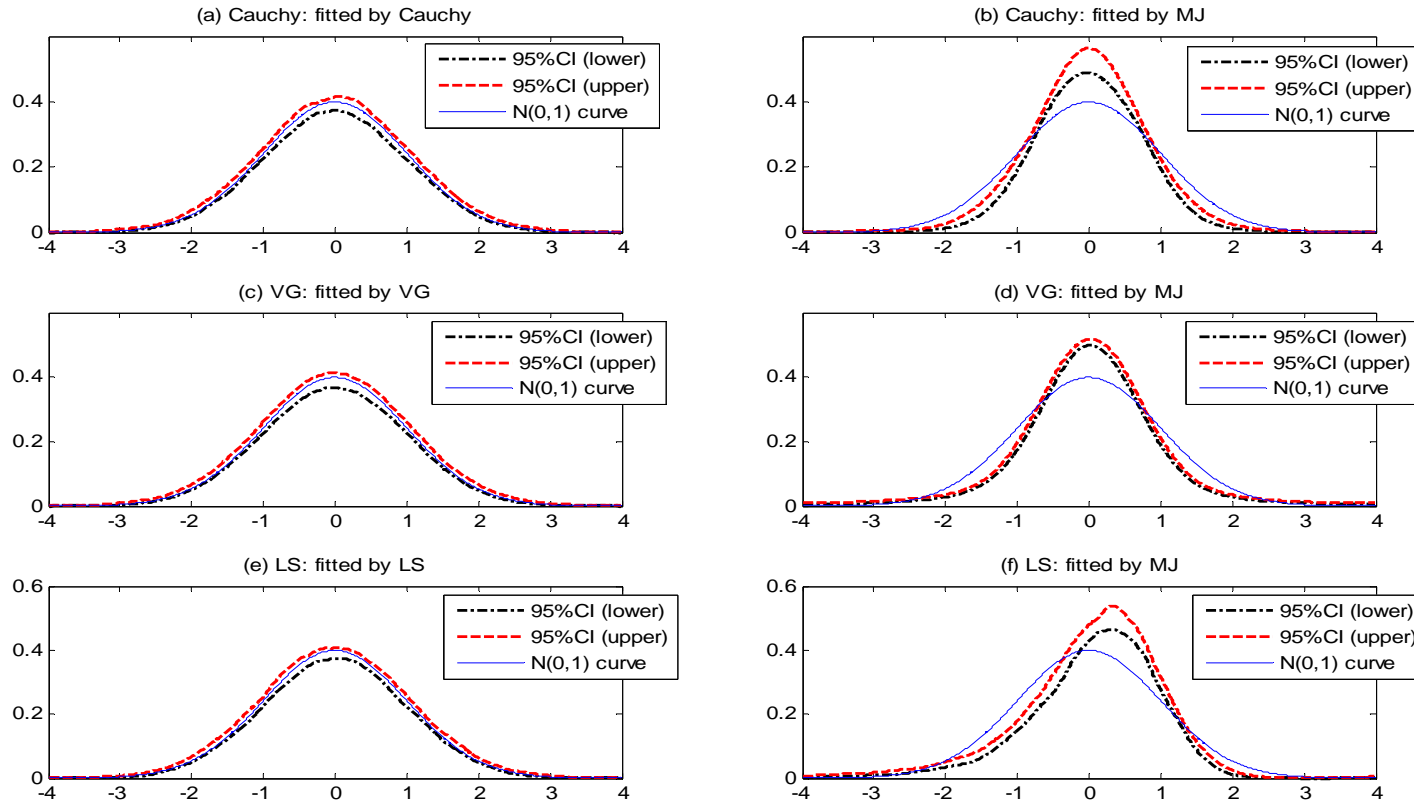 (a) Cauchy: fitted by Cauchy
95%CI (lower)
95%CI (upper)
N(0,1) curve
0.4
0.2
0
-4 -3 -2 -1 0 1 2 3 4
(b) Cauchy: fitted by MJ
95%CI (lower)
95%CI (upper)
N(0,1) curve
0.4
0.2
0
-4 -3 -2 -1 0 1 2 3 4
(c) VG: fitted by VG
95%CI (lower)
95%CI (upper)
N(0,1) curve
0.4
0.2
0
-4 -3 -2 -1 0 1 2 3 4
(d) VG: fitted by MJ
95%CI (lower)
95%CI (upper)
N(0,1) curve
0.4
0.2
0
-4 -3 -2 -1 0 1 2 3 4
(e) LS: fitted by LS
0.6
95%CI (lower)
95%CI (upper)
N(0,1) curve
0.4
0.2
0
-4 -3 -2 -1 0 1 2 3 4
(f) LS: fitted by MJ
0.6
95%CI (lower)
95%CI (upper)
N(0,1) curve
0.4
0.2
0
-4 -3 -2 -1 0 1 2 3 4